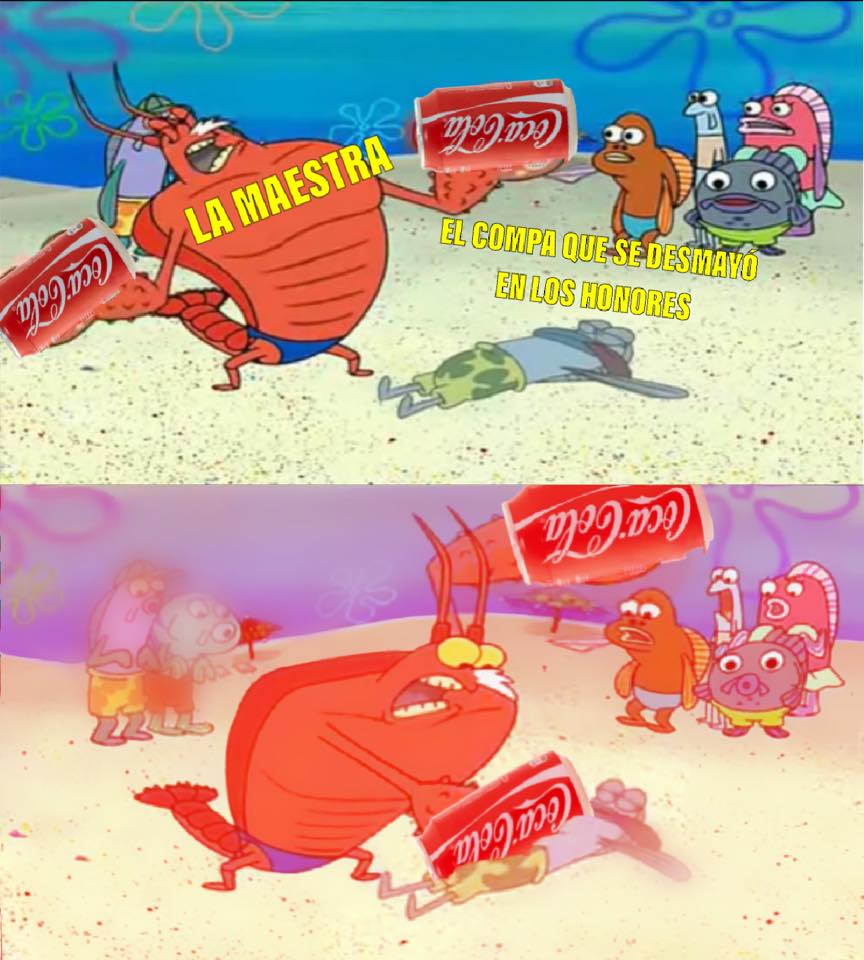 Coca-Cola
LA MAESTRA
EL COMPA QUE SE DESMAYÓ
EN LOS HONORES
Coca-Cola
Coca-Cola
Coca-Cola